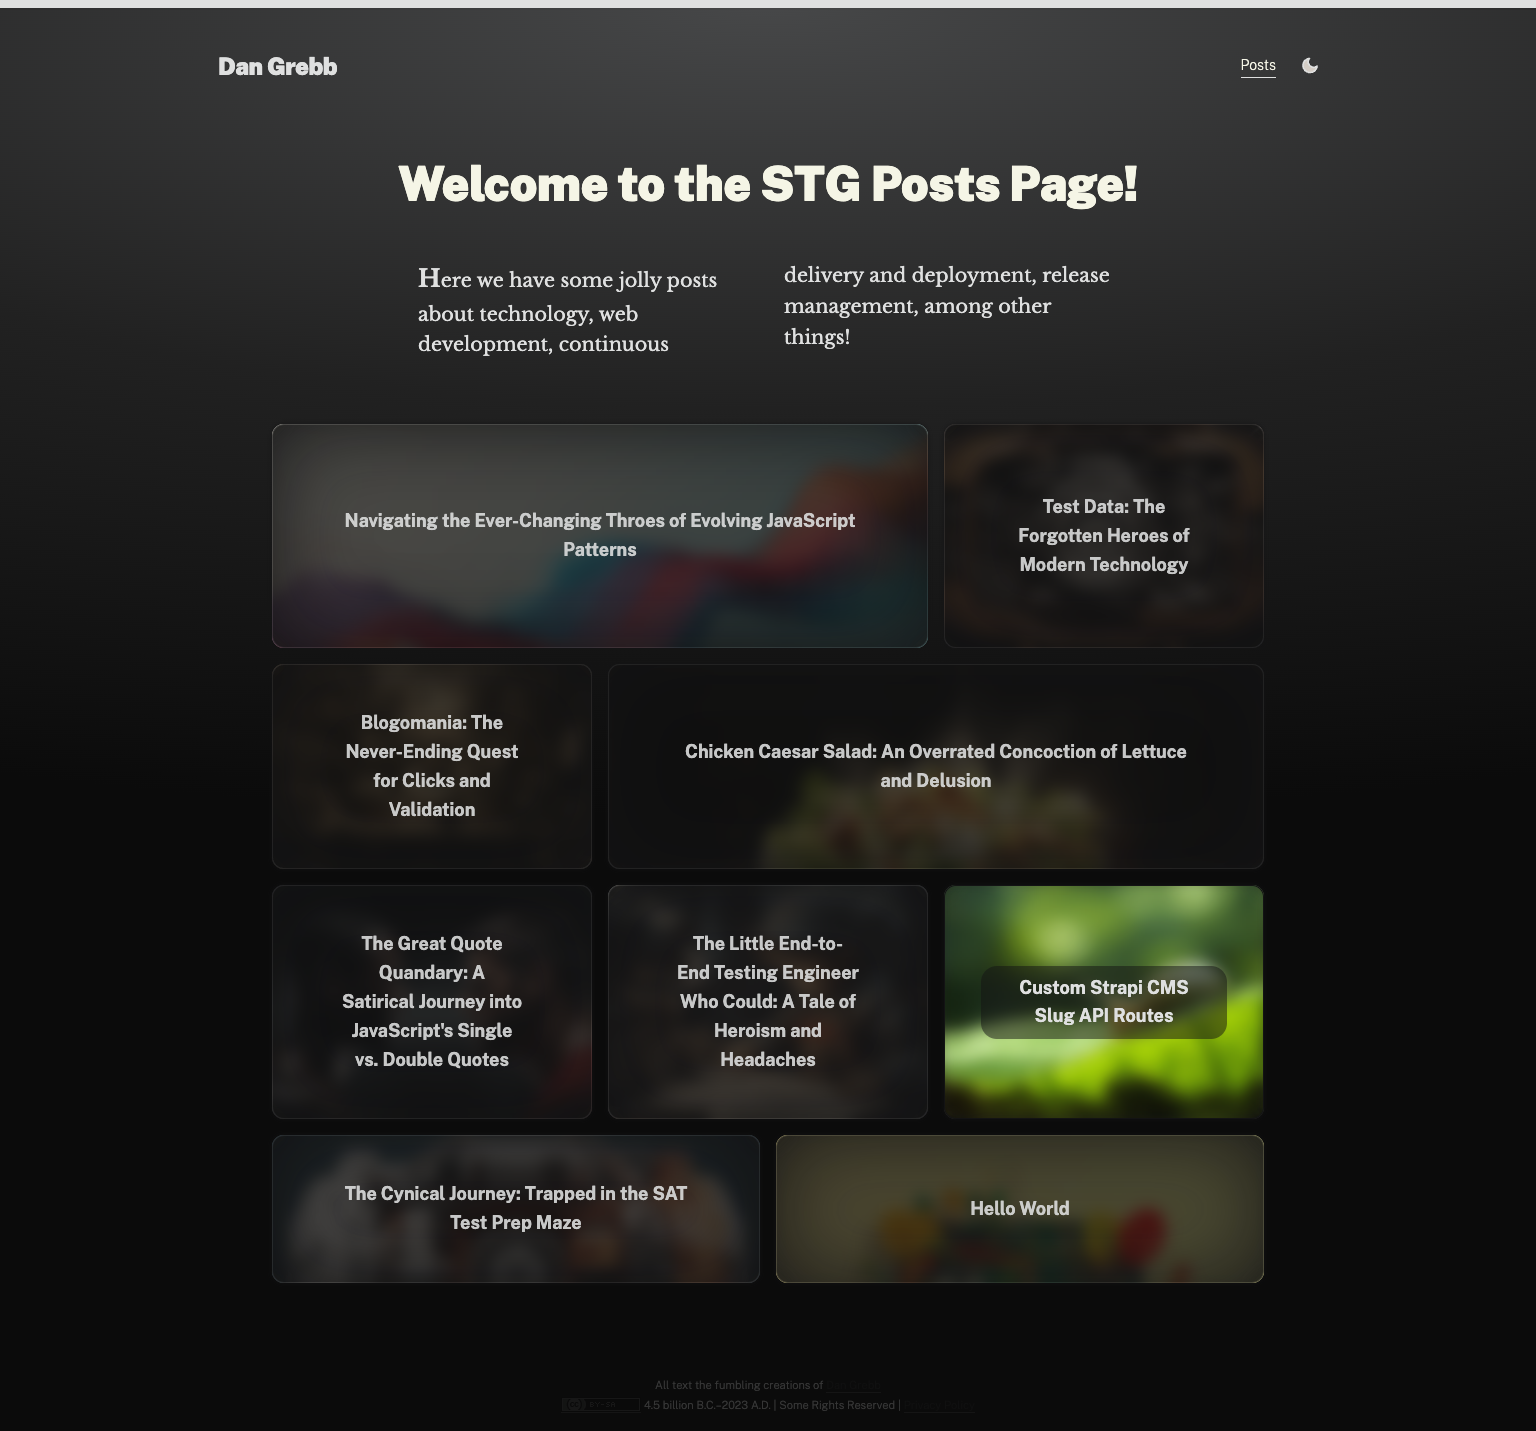 Dan Grebb
Posts
Welcome to the STG Posts Page!
Here we have some jolly posts
about technology, web
development, continuous
delivery and deployment, release
management, among other
things!
Navigating the Ever-Changing Throes of Evolving JavaScript
Patterns
Test Data: The
Forgotten Heroes of
Modern Technology
Blogomania: The
Never-Ending Quest
for Clicks and
Validation
Chicken Caesar Salad: An Overrated Concoction of Lettuce
and Delusion
The Great Quote
Quandary: A
Satirical Journey into
JavaScript's Single
vs. Double Quotes
The Little End-to-
End Testing Engineer
Who Could: A Tale of
Heroism and
Headaches
Custom Strapi CMS
Slug API Routes
The Cynical Journey: Trapped in the SAT
Test Prep Maze
Hello World
All text the fumbling creations of
4.5 billion B.C.–2023 A.D. | Some Rights Reserved |